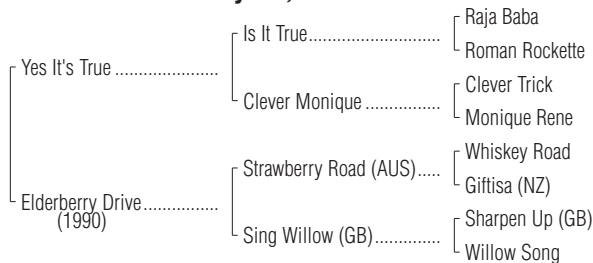 Raja Baba
Is It True
Roman Rockette
Yes It's True
Clever Trick
Clever Monique
Monique Rene
Whiskey Road
Strawberry Road (AUS)
Giftisa (NZ)
Elderberry Drive
(1990)
Sharpen Up (GB)
Sing Willow (GB)
Willow Song